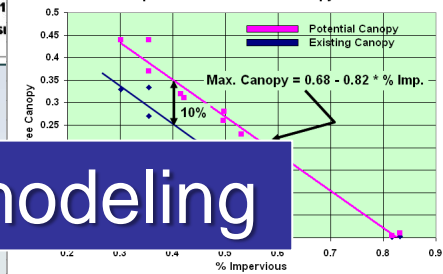 0.5
Potential Canopy
0.45
Existing Canopy
0.4
0.35
Max. Canopy = 0.68 - 0.82 * % Imp.
0.3
10%
0.25
ree Canopy
nodeling
0.2 0.3 0.4 0.5 0.6 0.7 0.8 0.9
% Impervious